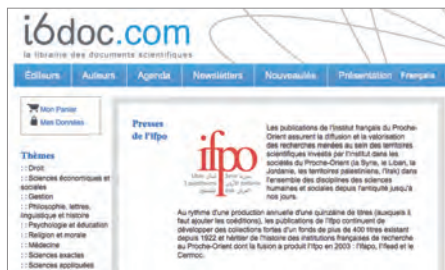 i6doc.com
la librairie des documents scientifiques
Éditeurs Auteurs Agenda Newsletters Nouveautés Présentation Français
Mon Panier
Mes Données
Thèmes
:: Droit
:: Sciences économiques et
sociales
:: Gestion
:: Philosophie, lettres,
linguistique et histoire
:: Psychologie et éducation
:: Religion et morale
:: Médecine
:: Sciences exactes
:: Sciences appliquées
Presses
de l'Ifpo
ifpo
Les publications de l'Institut français du Proche-
Orient assurent la diffusion et la valorisation
des recherches menées au sein des territoires
scientifiques investis par l'institut dans les
sociétés du Proche-Orient (la Syrie, le Liban, la
Jordanie, les territoires palestiniens, l'Irak) dans
l'ensemble des disciplines des sciences
humaines et sociales depuis l'antiquité jusqu'à
nos jours.
Au rythme d'une production annuelle d'une quinzaine de titres (auxquels il
faut ajouter les coéditions), les publications de l'Ifpo continuent de
développer des collections fortes d'un fonds de plus de 400 titres existant
depuis 1922 et hériter de l'histoire des institutions françaises de recherche
au Proche-Orient dont la fusion a produit l'Ifpo en 2003 : l'Ifapo, l'Ifead et le
Cermoc.